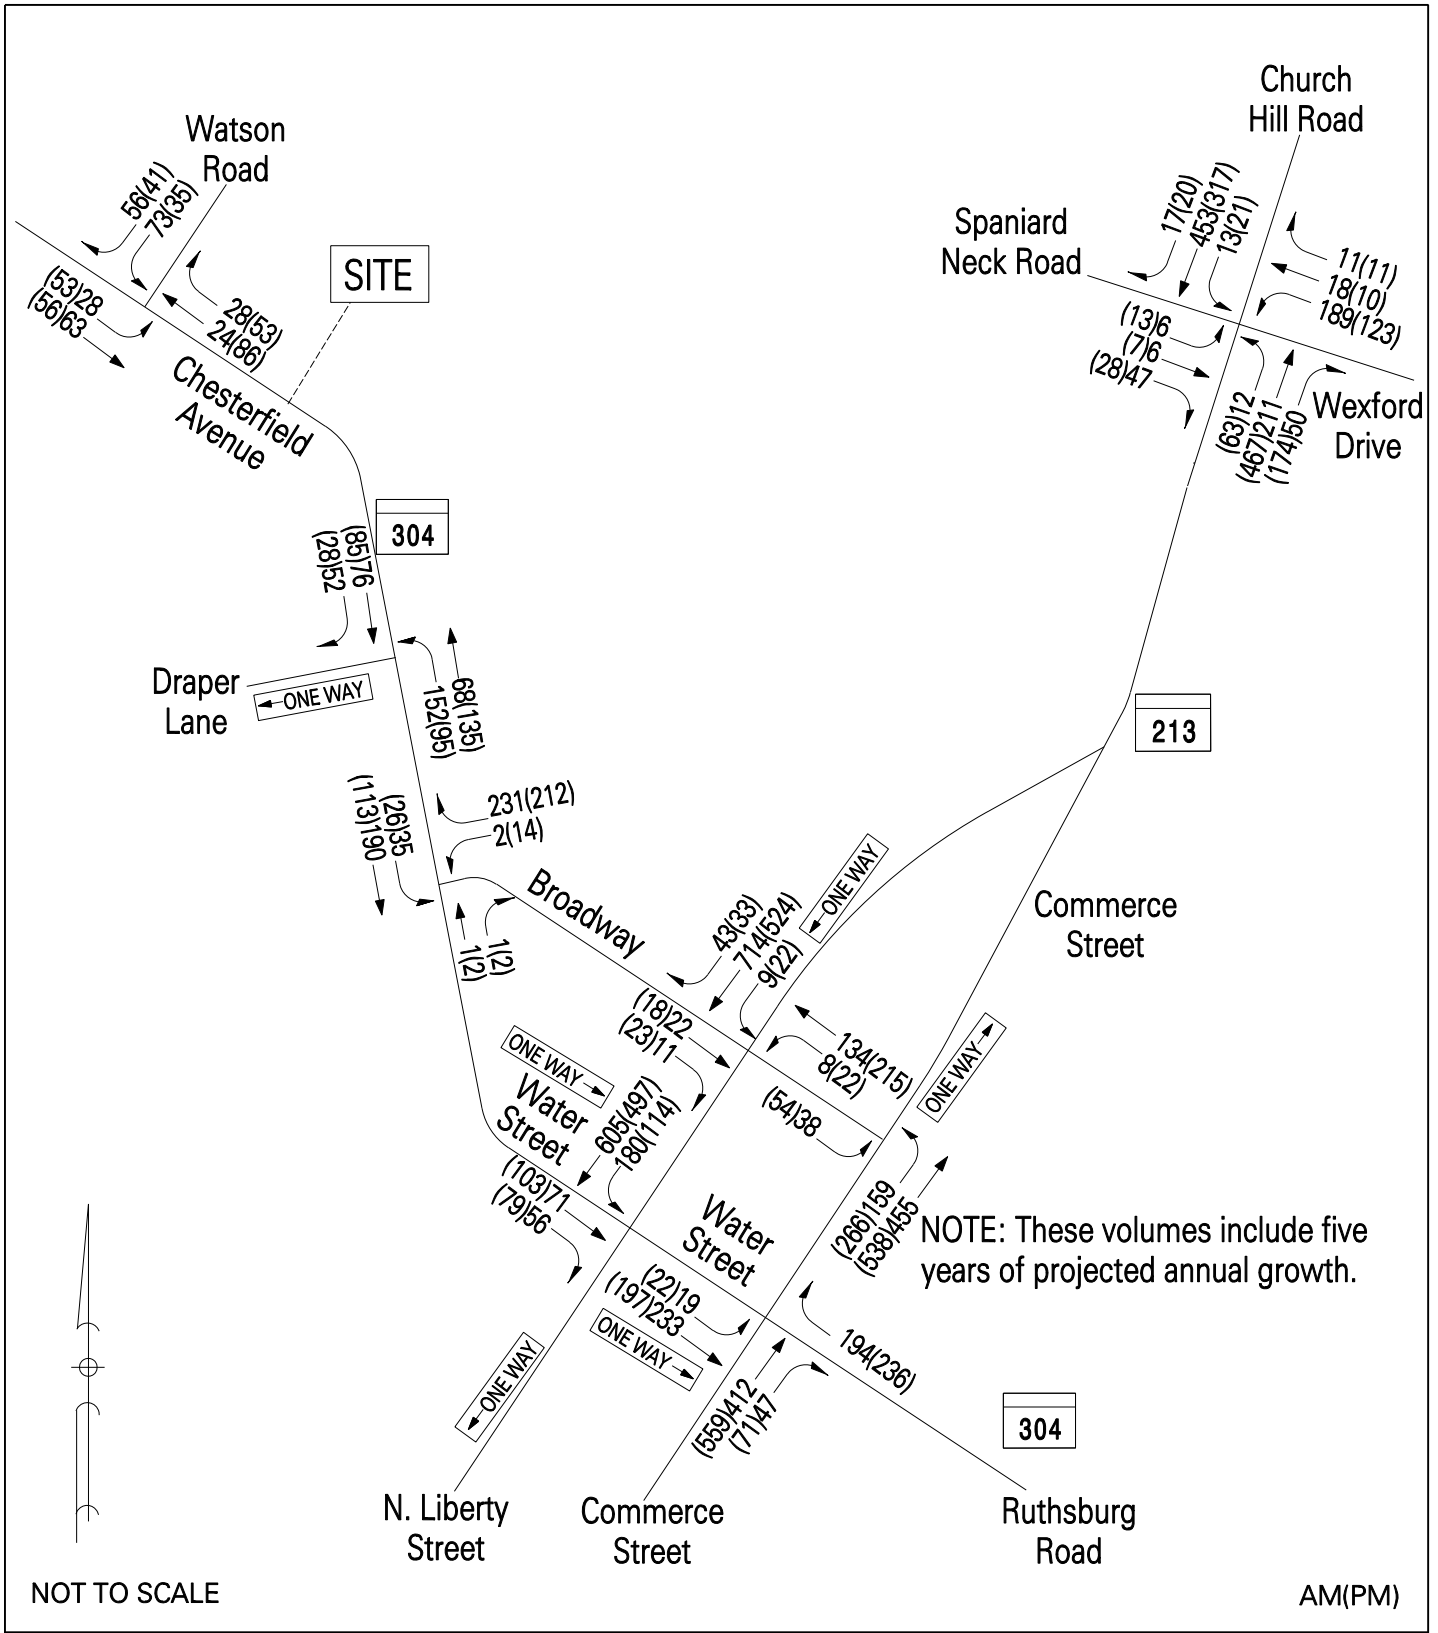 Church
Hill Road
Watson
Road
56(41)
73(35)
17(20)
453(317)
13(21)
Spaniard
Neck Road
SITE
11(11)
18(10)
189(123)
(53)28
(56)63
28(53)
24(86)
(13)6
(7)6
(28)47
Chesterfield
Avenue
(63)12
(467)211
(174)50
Wexford
Drive
304
(28)52
(85)76
Draper
Lane
ONE WAY
152(95)
68(135)
213
(113)190
(26)35
231(212)
2(14)
ONE WAY
Broadway
Commerce
Street
43(33)
714(524)
9(22)
1(2)
1(2)
(18)22
(23)11
134(215)
8(22)
ONE WAY
ONE WAY
Water
Street
605(497)
180(114)
(54)38
(103)71
(79)56
Water
Street
(266)159
(538)455
NOTE: These volumes include five
years of projected annual growth.
(22)19
(197)233
ONE WAY
194(236)
ONE WAY
(559)412
(71)47
304
N. Liberty
Street
Commerce
Street
Ruthsburg
Road
NOT TO SCALE
AM(PM)